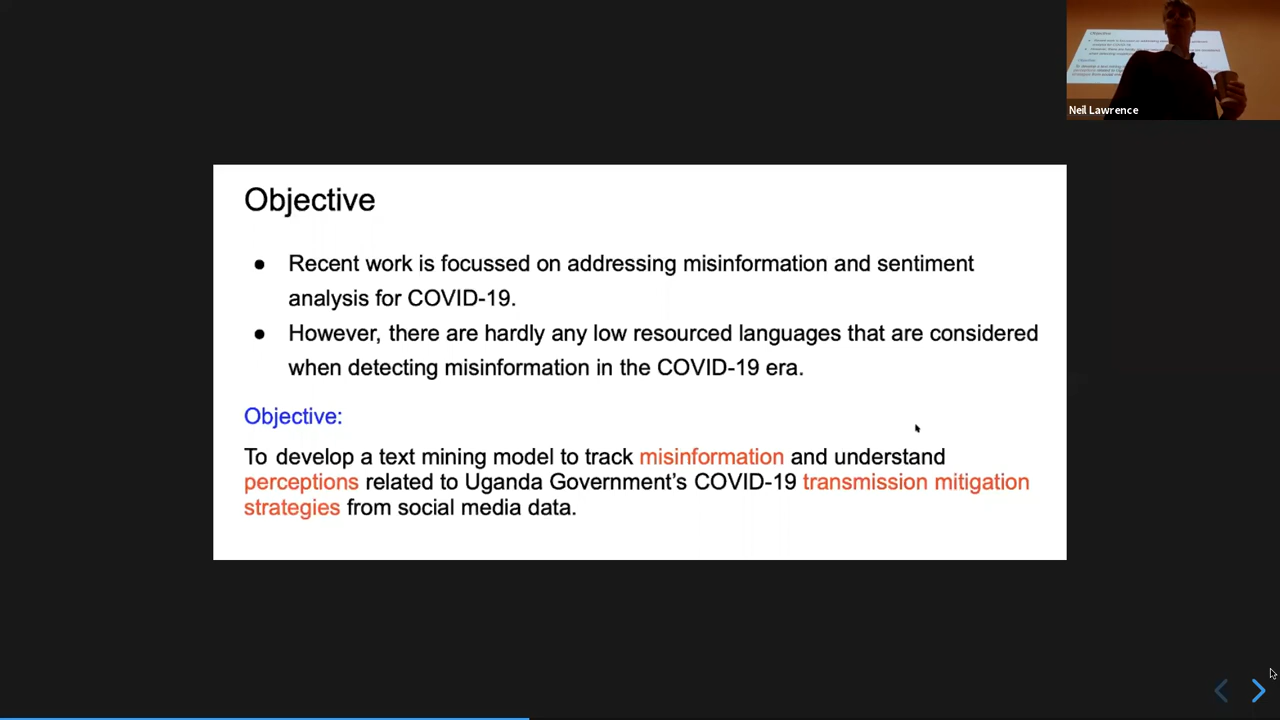 Neil Lawrence
Objective
● Recent work is focussed on addressing misinformation and sentiment
analysis for COVID-19.
● However, there are hardly any low resourced languages that are considered
when detecting misinformation in the COVID-19 era.
Objective:
To develop a text mining model to track misinformation and understand
perceptions related to Uganda Government’s COVID-19 transmission mitigation
strategies from social media data.